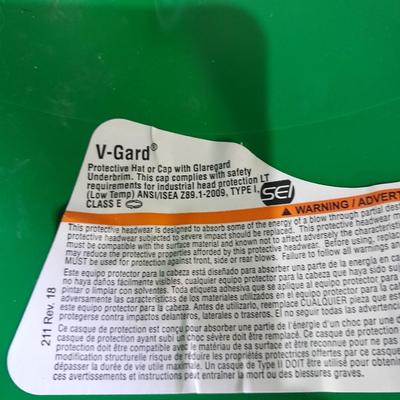 V-Gard®
Protective Hat or Cap with Glaregard
Underbrim. This cap complies with safety
requirements for industrial head protection LT
(Low Temp) ANSI/ISEA Z89.1-2009, TYPE I,
CLASS E
SEI
WARNING / ADVERT
This protective headwear is designed to absorb some of the energy of a blow through partial des
protective headwear subjected to severe impact should be replaced. This protective headwear
must be compatible with the surface material and known not to affect adversely the characteristi
may reduce the protective properties afforded by this protective headwear. Before using, replac
MUST be used for protection against front, side or rear blows. Failure to follow all warnings an
Este equipo protector para la cabeza está diseñado para absorber una parte de la energía en ca
no haya daños fácilmente visibles, cualquier equipo protector para la cabeza que haya sido su
pintar o limpiar con solventes. Toda etiqueta adhesiva que se aplique al equipo protector para
adversamente las características de los materiales utilizados en el equipo protector para la c
este equipo protector para la cabeza. Antes de utilizarlo, reemplace CUALQUIER pieza que est
protegerse contra impactos delanteros, laterales o traseros. El no seguir todas las advertenci
Ce casque de protection est conçu pour absorber une partie de l'énergie d'un choc par une d
casque de protection ayant subi un choc sévère doit être remplacé. Ce casque de protection
doit être compatible avec le matériau de sa surface et être reconnue pour ne pas
modification structurelle risque de réduire les propriétés protectrices offertes par ce casque
dépasser la durée de vie utile maximale. Un casque de Type II DOIT être utilisé pour obtenir
ces avertissements et instructions peut entraîner la mort ou des blessures graves.
211 Rev. 18